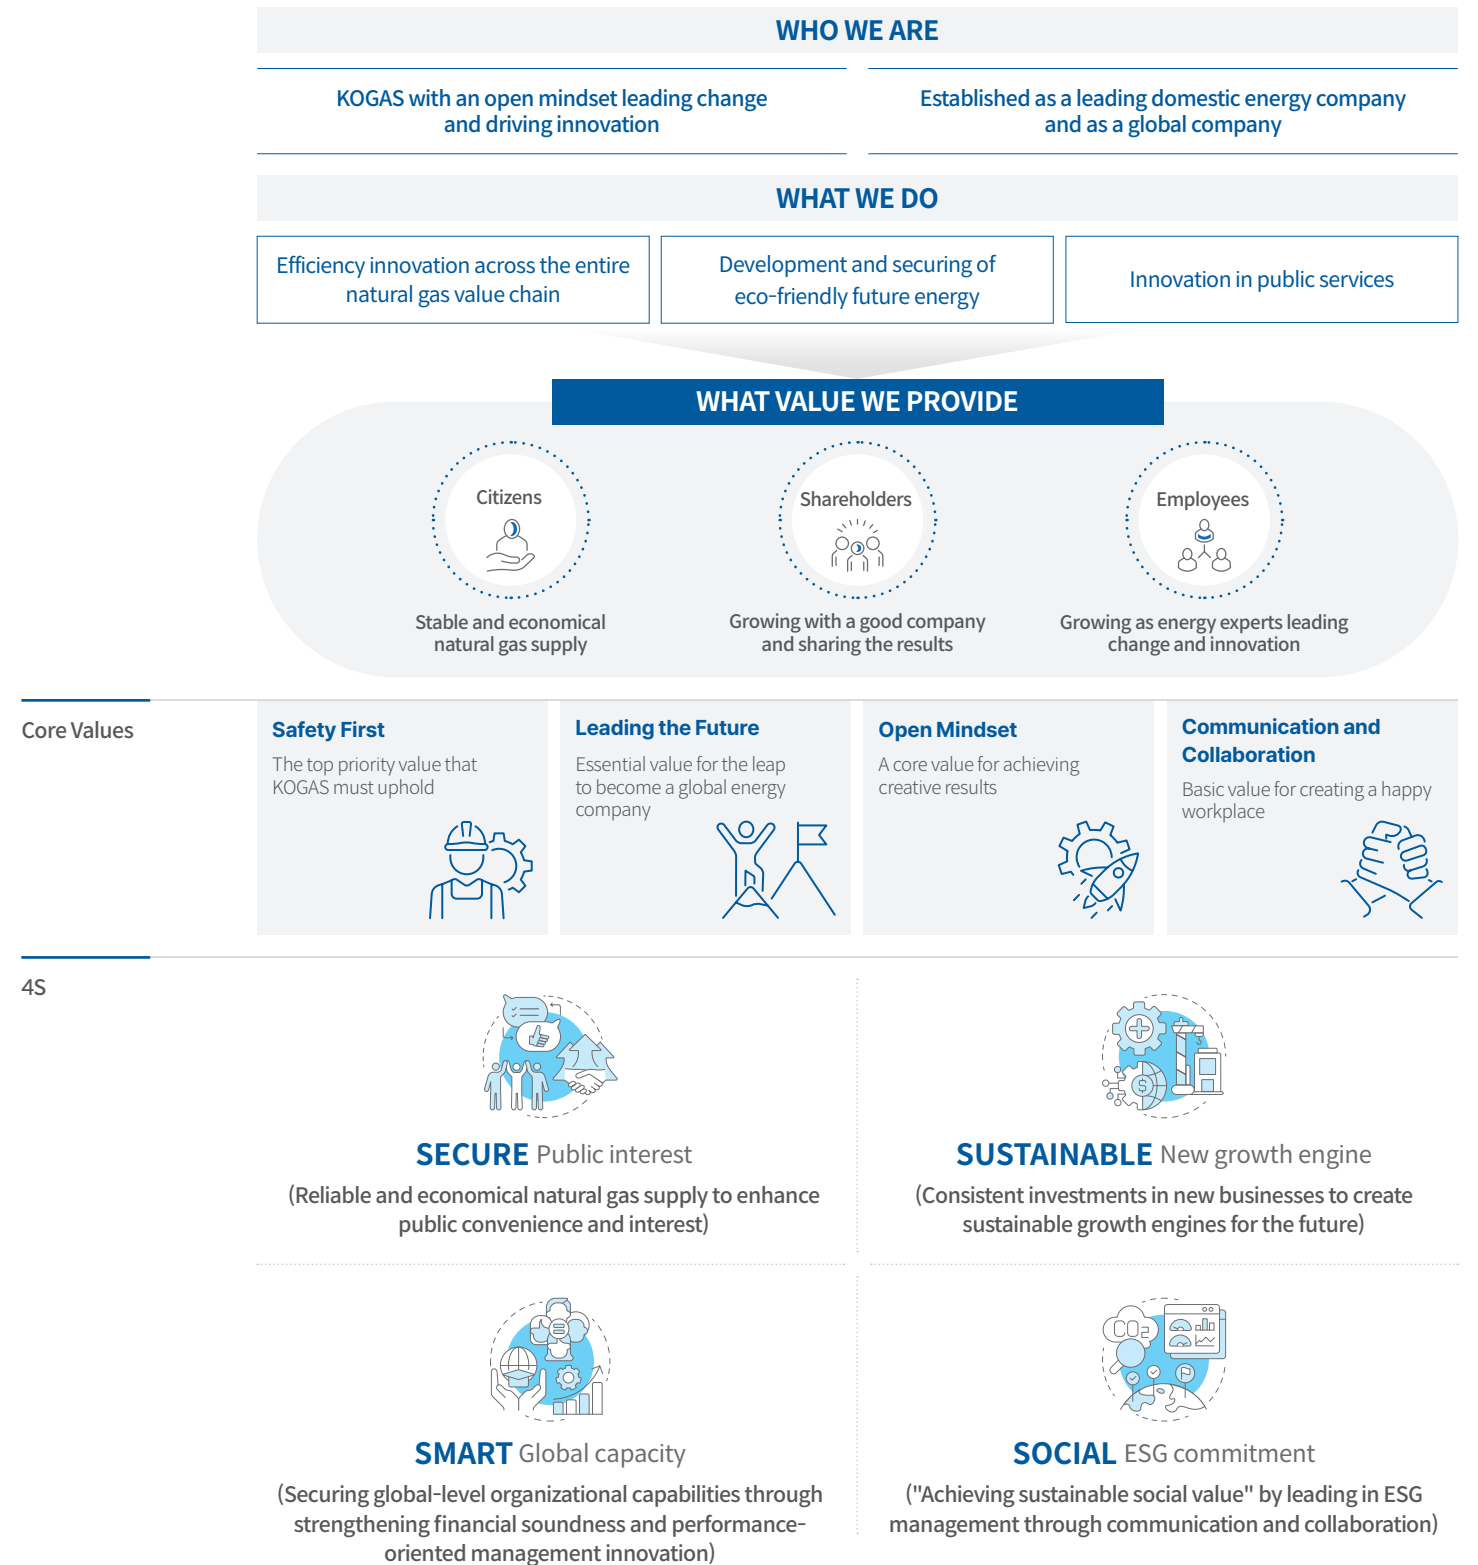 WHO WE ARE
KOGAS with an open mindset leading change
and driving innovation
Established as a leading domestic energy company
and as a global company
WHAT WE DO
Efficiency innovation across the entire
natural gas value chain
Development and securing of
eco-friendly future energy
Innovation in public services
WHAT VALUE WE PROVIDE
Citizens
Stable and economical
natural gas supply
Shareholders
Growing with a good company
and sharing the results
Employees
Growing as energy experts leading
change and innovation
Core Values
Safety First
The top priority value that
KOGAS must uphold
Leading the Future
Essential value for the leap
to become a global energy
company
Open Mindset
A core value for achieving
creative results
Communication and
Collaboration
Basic value for creating a happy
workplace
4S
SECURE Public interest
(Reliable and economical natural gas supply to enhance
public convenience and interest)
$
SUSTAINABLE New growth engine
(Consistent investments in new businesses to create
sustainable growth engines for the future)
SMART Global capacity
(Securing global-level organizational capabilities through
strengthening financial soundness and performance-
oriented management innovation)
CO2
SOCIAL ESG commitment
("Achieving sustainable social value" by leading in ESG
management through communication and collaboration)